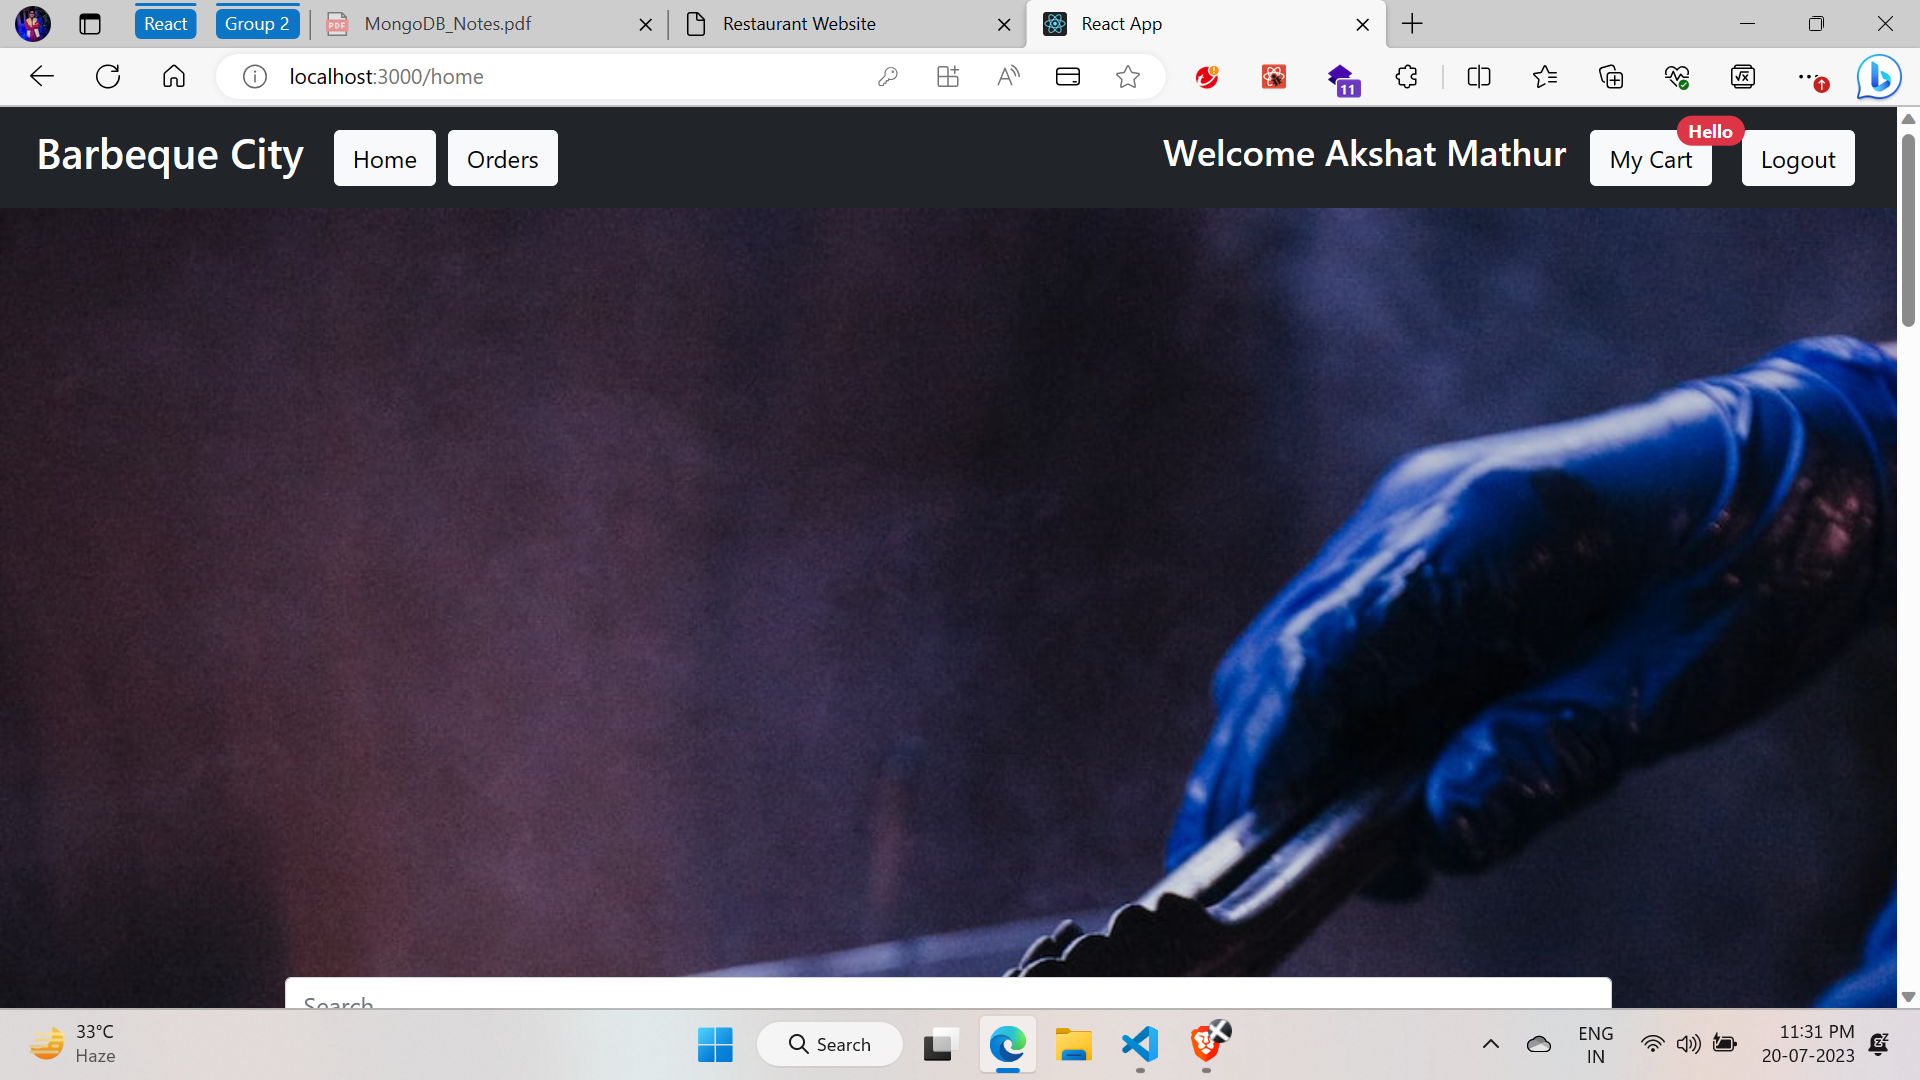 React
Group 2
MongoDB_Notes.pdf
Restaurant Website
React App
localhost:3000/home
11
Barbeque City
Home
Orders
Welcome Akshat Mathur
My Cart
Hello
Logout
Search
33°C
Haze
Search
ENG
IN
11:31 PM
20-07-2023